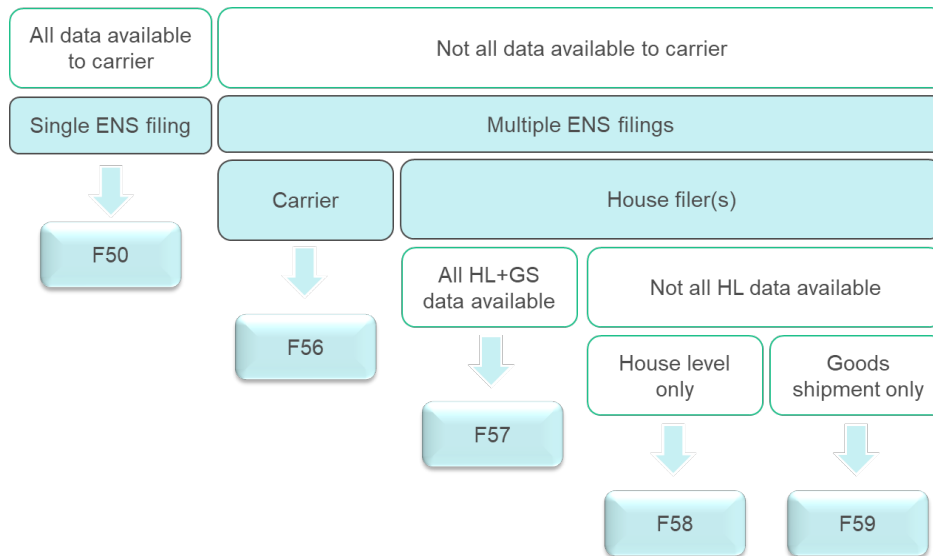 All data available
to carrier
Not all data available to carrier
Single ENS filing
Multiple ENS filings
Carrier
House filer(s)
F50
All HL+GS
data available
Not all HL data available
F56
House level
only
Goods
shipment only
F57
F58
F59